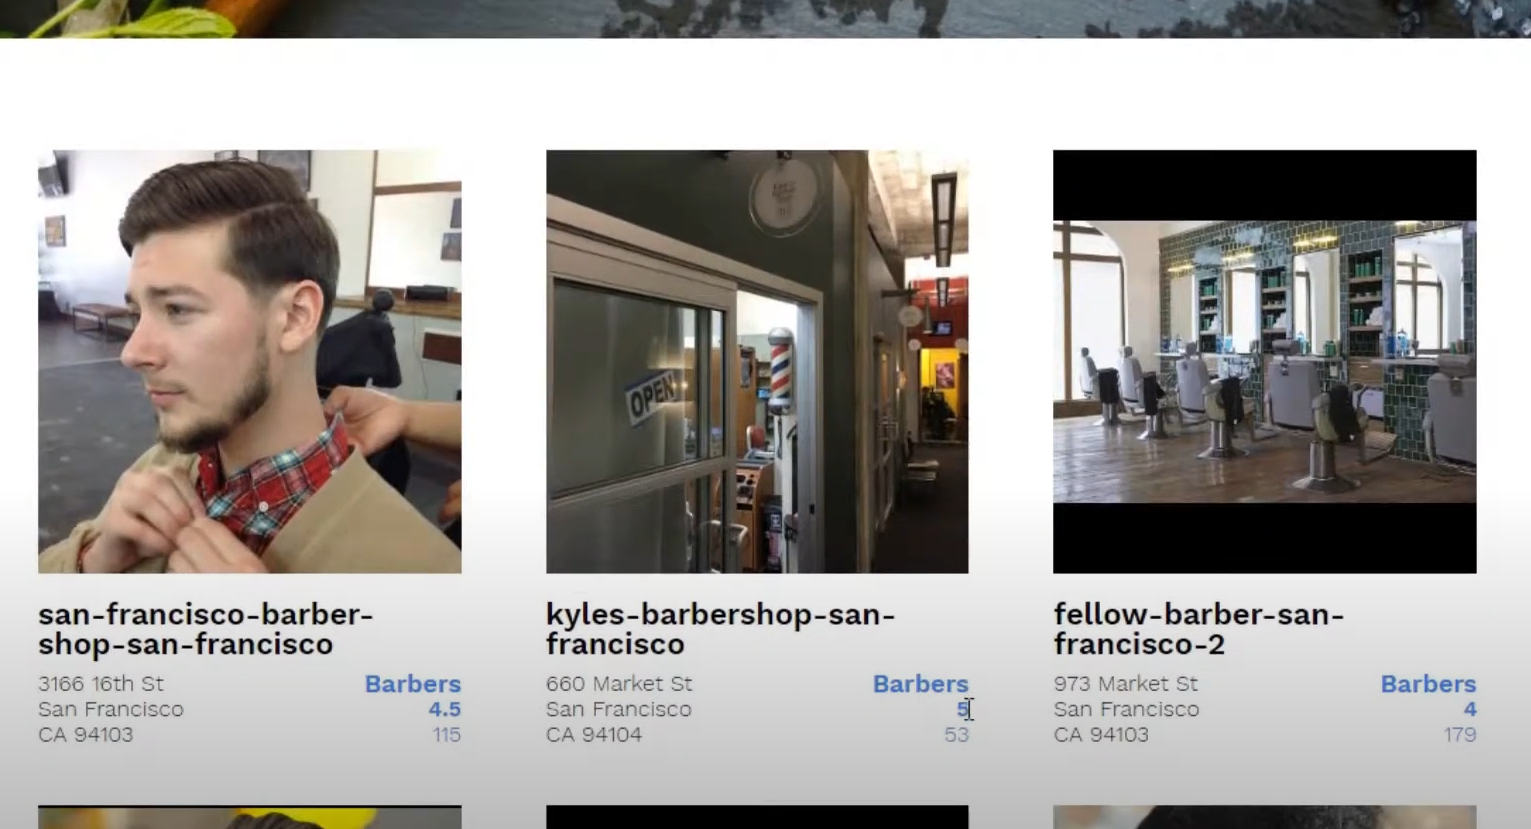 OPEN
san-francisco-barber-
shop-san-francisco
3166 16th St
Barbers
San Francisco
4.5
CA 94103
115
kyles-barbershop-san-
francisco
660 Market St
Barbers
San Francisco
5
CA 94104
53
fellow-barber-san-
francisco-2
973 Market St
Barbers
San Francisco
4
CA 94103
179